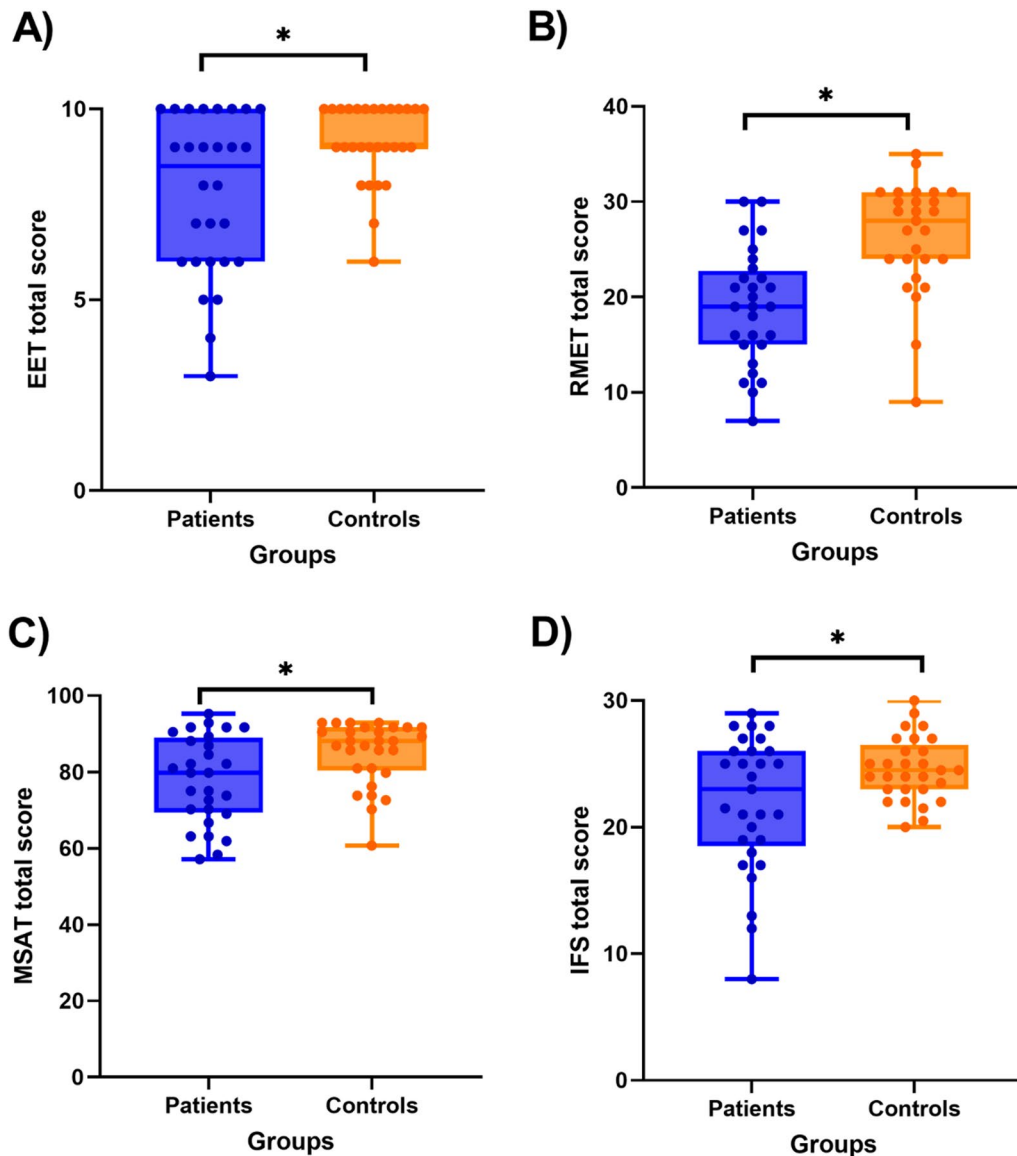 A)
*
EET total score
10
5
0
Patients Controls
Groups
B)
*
RMET total score
40
30
20
10
0
Patients Controls
Groups
C)
*
MSAT total score
100
80
60
40
20
0
Patients Controls
Groups
D)
*
IFS total score
30
20
10
0
Patients Controls
Groups